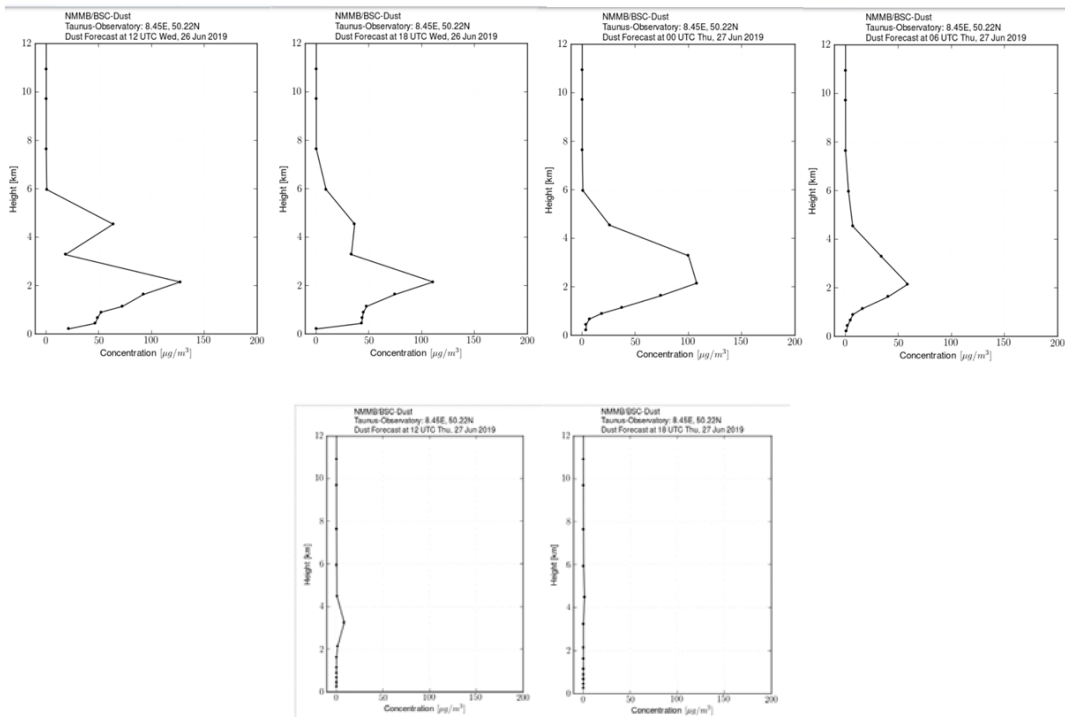 NMMB/BSC-Dust
Taunus-Observatory: 8.45E, 50.22N
Dust Forecast at 12 UTC Wed, 26 Jun 2019
12
10
8
6
4
2
0
Height [km]
0 50 100 150 200
Concentration [μg/m³]
NMMB/BSC-Dust
Taunus-Observatory: 8.45E, 50.22N
Dust Forecast at 18 UTC Wed, 26 Jun 2019
12
10
8
6
4
2
0
Height [km]
0 50 100 150 200
Concentration [μg/m³]
NMMB/BSC-Dust
Taunus-Observatory: 8.45E, 50.22N
Dust Forecast at 00 UTC Thu, 27 Jun 2019
12
10
8
6
4
2
0
Height [km]
0 50 100 150 200
Concentration [μg/m³]
NMMB/BSC-Dust
Taunus-Observatory: 8.45E, 50.22N
Dust Forecast at 06 UTC Thu, 27 Jun 2019
12
10
8
6
4
2
0
Height [km]
0 50 100 150 200
Concentration [μg/m³]
NMMB/BSC-Dust
Taunus-Observatory: 8.45E, 50.22N
Dust Forecast at 12 UTC Thu, 27 Jun 2019
12
10
8
6
4
2
0
Height [km]
0 50 100 150 200
Concentration [μg/m³]
NMMB/BSC-Dust
Taunus-Observatory: 8.45E, 50.22N
Dust Forecast at 18 UTC Thu, 27 Jun 2019
12
10
8
6
4
2
0
Height [km]
0 50 100 150 200
Concentration [μg/m³]